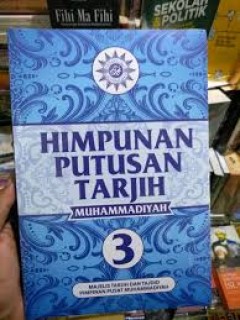 Fihi Ma Fihi
SEKOLAH
POLITIK
HIMPUNAN
PUTUSAN
TARJIH
MUHAMMADIYAH
3
MAJELIS TARJIH DAN TAJDID
PIMPINAN PUSAT MUHAMMADIYAH